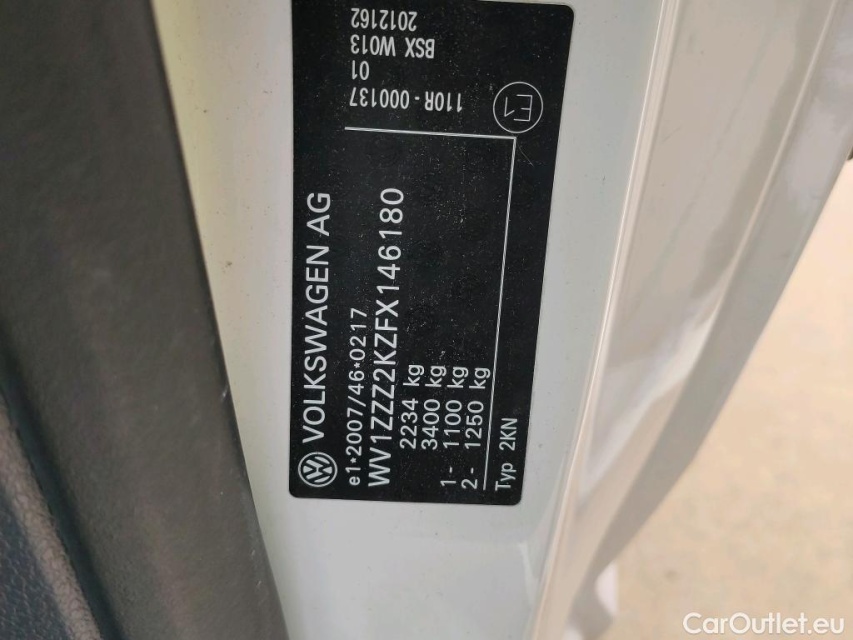 VOLKSWAGEN AG
e1*2007/46*0217
WV1ZZZ2KZFX146180
2234 kg
3400 kg
1- 1100 kg
2- 1250 kg
Typ 2KN
E1
110R-000137
01
BSX W013
2012162
CarOutlet.eu